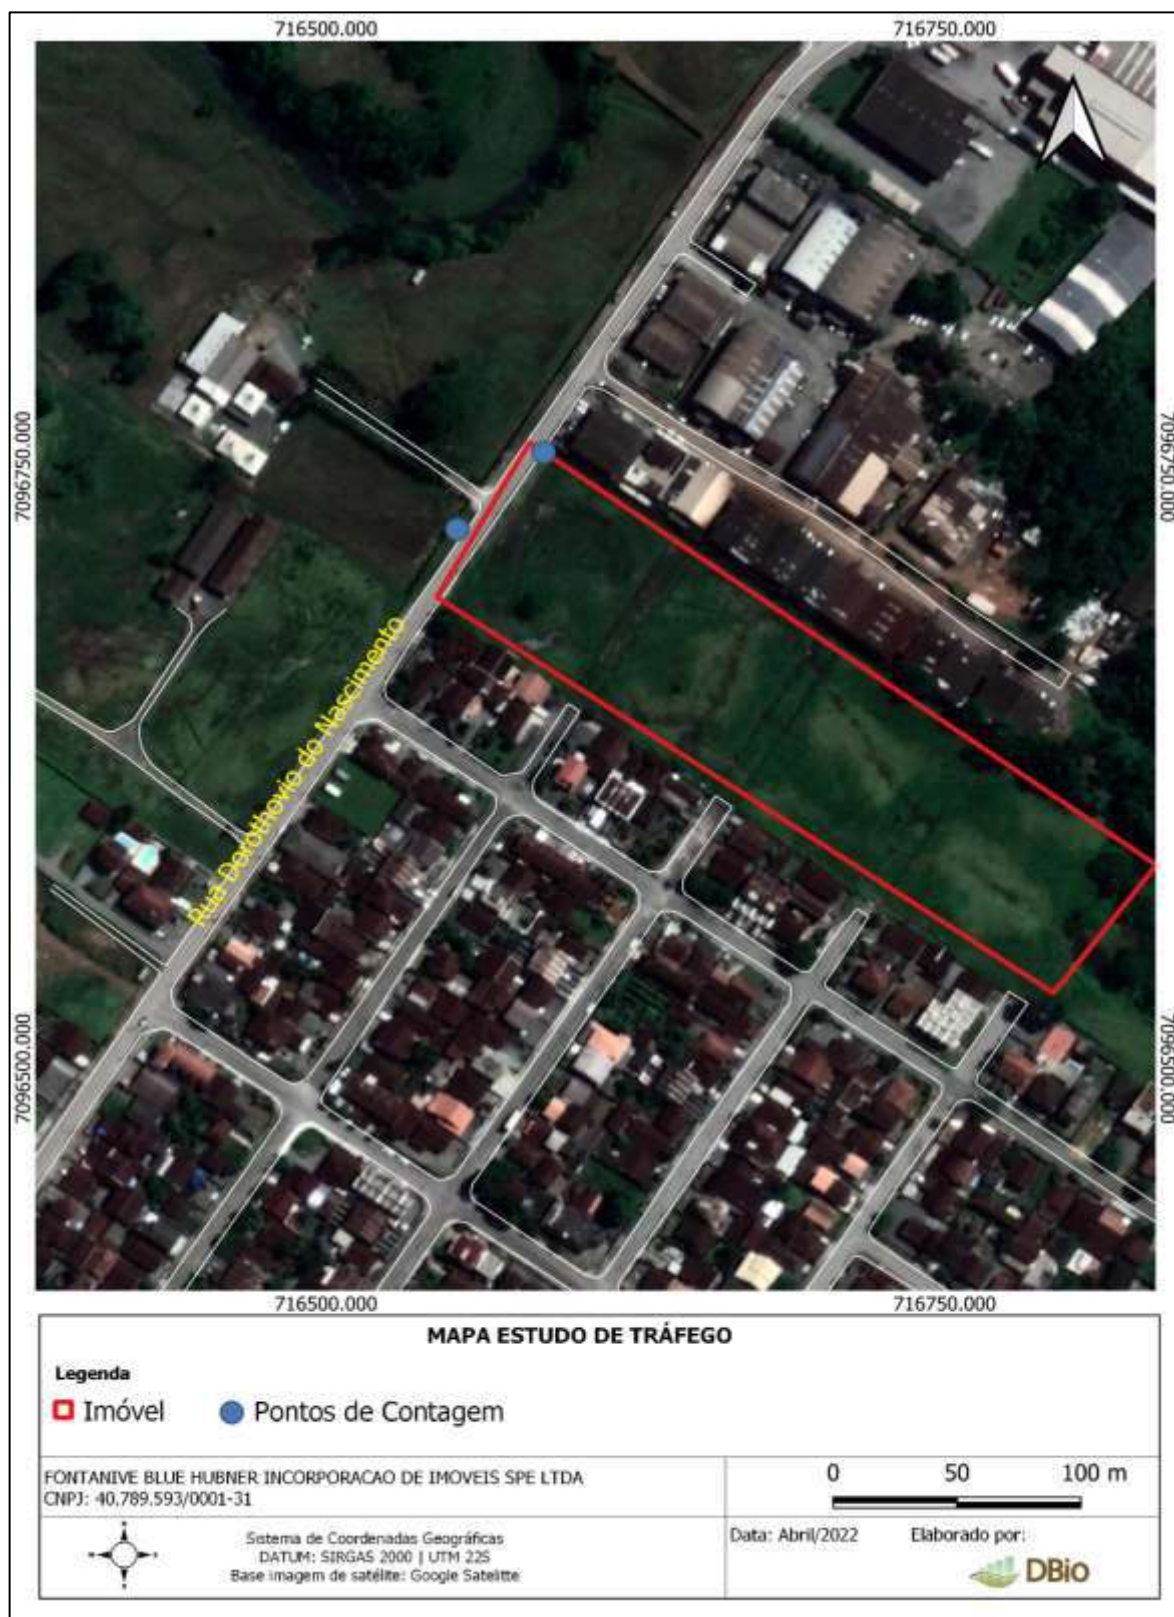 716500.000 716750.000
7096750.000 7096750.000
Rua Dorothovio do Nascimento
7096500.000 7096500.000
716500.000 716750.000
MAPA ESTUDO DE TRÁFEGO
Legenda
Imóvel Pontos de Contagem
FONTANIVE BLUE HUBNER INCORPORACAO DE IMOVEIS SPE LTDA
CNPJ: 40.789.593/0001-31
0 50 100 m
Sistema de Coordenadas Geográficas
DATUM: SIRGAS 2000 | UTM 22S
Base imagem de satélite: Google Satelitte
Data: Abril/2022 Elaborado por:
DBio